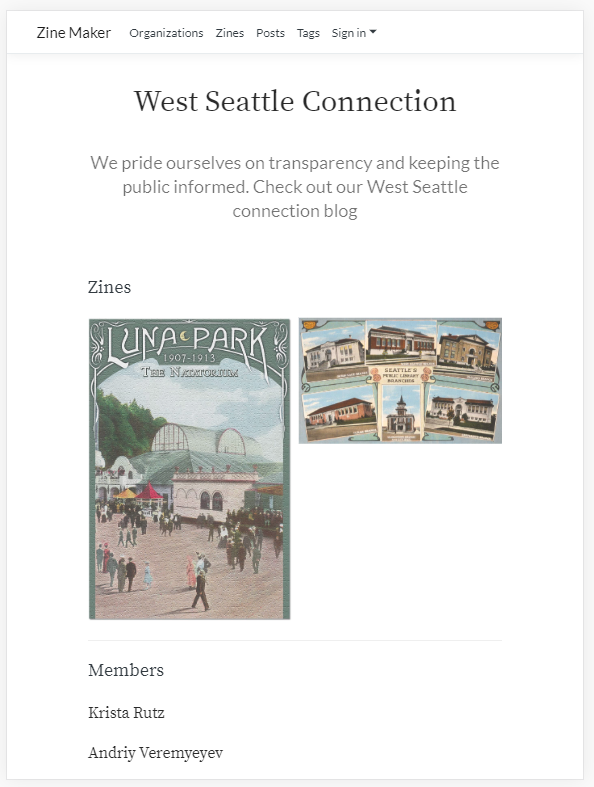 Zine Maker Organizations Zines Posts Tags Sign in
West Seattle Connection
We pride ourselves on transparency and keeping the
public informed. Check out our West Seattle
connection blog
Zines
LUNA PARK
1907-1913
THE NATATORIUM
SEATTLE'S
PUBLIC LIBRARY
BRANCHES
Members
Krista Rutz
Andriy Veremyeyev